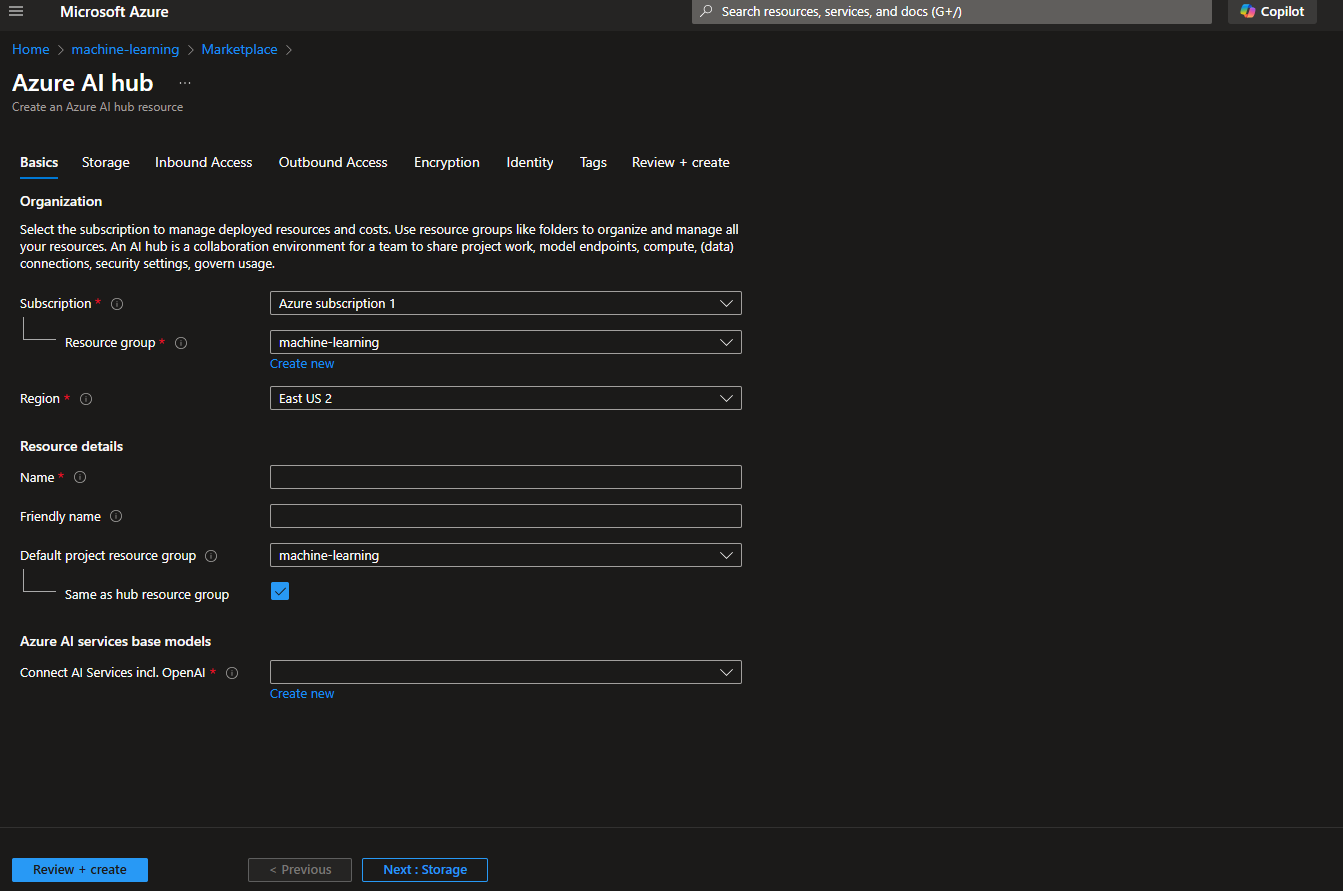 Microsoft Azure
Search resources, services, and docs (G+/)
Copilot
Home > machine-learning > Marketplace >
Azure AI hub ...
Create an Azure AI hub resource
Basics Storage Inbound Access Outbound Access Encryption Identity Tags Review + create
Organization
Select the subscription to manage deployed resources and costs. Use resource groups like folders to organize and manage all
your resources. An AI hub is a collaboration environment for a team to share project work, model endpoints, compute, (data)
connections, security settings, govern usage.
Subscription * Azure subscription 1
Resource group * machine-learning
Create new
Region * East US 2
Resource details
Name *
Friendly name
Default project resource group machine-learning
Same as hub resource group
Azure AI services base models
Connect AI Services incl. OpenAI *
Create new
Review + create < Previous Next : Storage